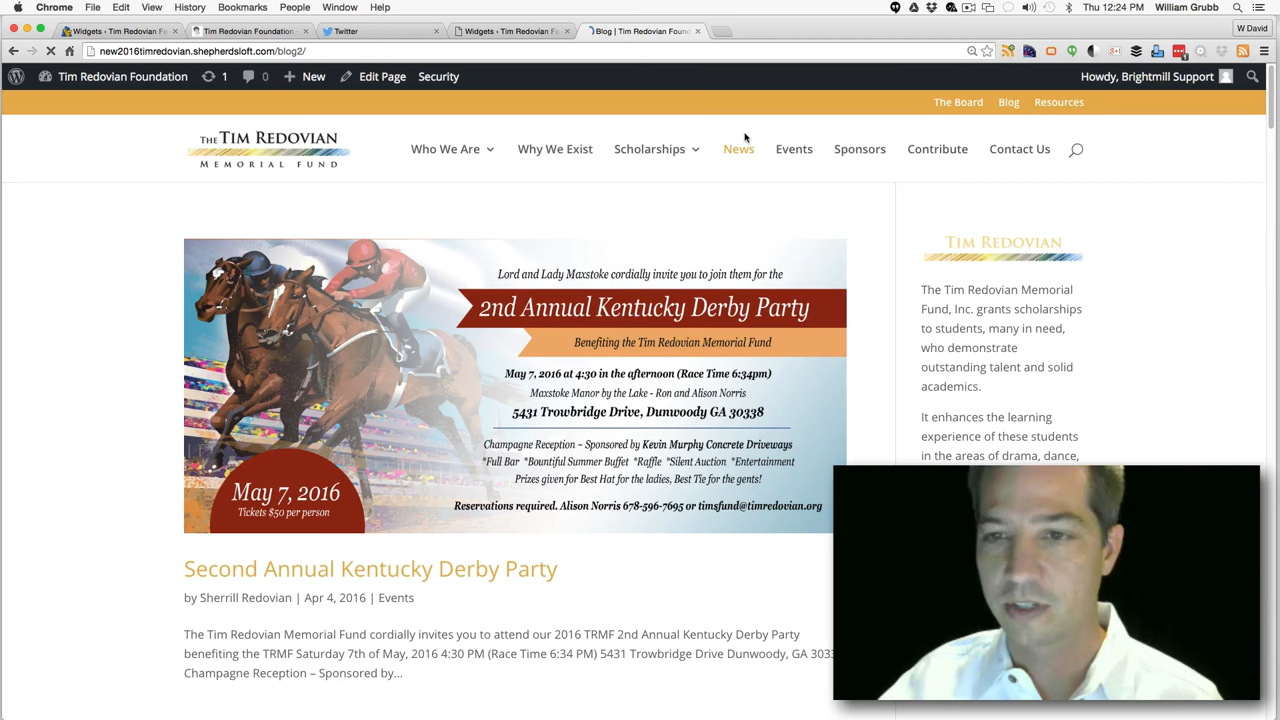 Chrome File Edit View History Bookmarks People Window Help
Thu 12:24 PM William Grubb
Widgets ‹ Tim Redovian Fo
Tim Redovian Foundation
Twitter
Widgets ‹ Tim Redovian Fo
Blog | Tim Redovian Found
W David
new2016timredovian.shepherdsloft.com/blog2/
Tim Redovian Foundation 1 0 New Edit Page Security
Howdy, Brightmill Support
The Board Blog Resources
THE TIM REDOVIAN
MEMORIAL FUND
Who We Are Why We Exist Scholarships News Events Sponsors Contribute Contact Us
Lord and Lady Maxstoke cordially invite you to join them for the
2nd Annual Kentucky Derby Party
Benefiting the Tim Redovian Memorial Fund
May 7, 2016 at 4:30 in the afternoon (Race Time 6:34pm)
Maxstoke Manor by the Lake - Ron and Alison Norris
5431 Trowbridge Drive, Dunwoody GA 30338
Champagne Reception ~ Sponsored by Kevin Murphy Concrete Driveways
*Full Bar *Bountiful Summer Buffet *Raffle *Silent Auction *Entertainment
Prizes given for Best Hat for the ladies, Best Tie for the gents!
Reservations required. Alison Norris 678-596-7695 or timsfund@timredovian.org
May 7, 2016
Tickets $50 per person
Second Annual Kentucky Derby Party
by Sherrill Redovian | Apr 4, 2016 | Events
The Tim Redovian Memorial Fund cordially invites you to attend our 2016 TRMF 2nd Annual Kentucky Derby Party
benefiting the TRMF Saturday 7th of May, 2016 4:30 PM (Race Time 6:34 PM) 5431 Trowbridge Drive Dunwoody, GA 3033
Champagne Reception – Sponsored by...
TIM REDOVIAN
The Tim Redovian Memorial
Fund, Inc. grants scholarships
to students, many in need,
who demonstrate
outstanding talent and solid
academics.
It enhances the learning
experience of these students
in the areas of drama, dance,